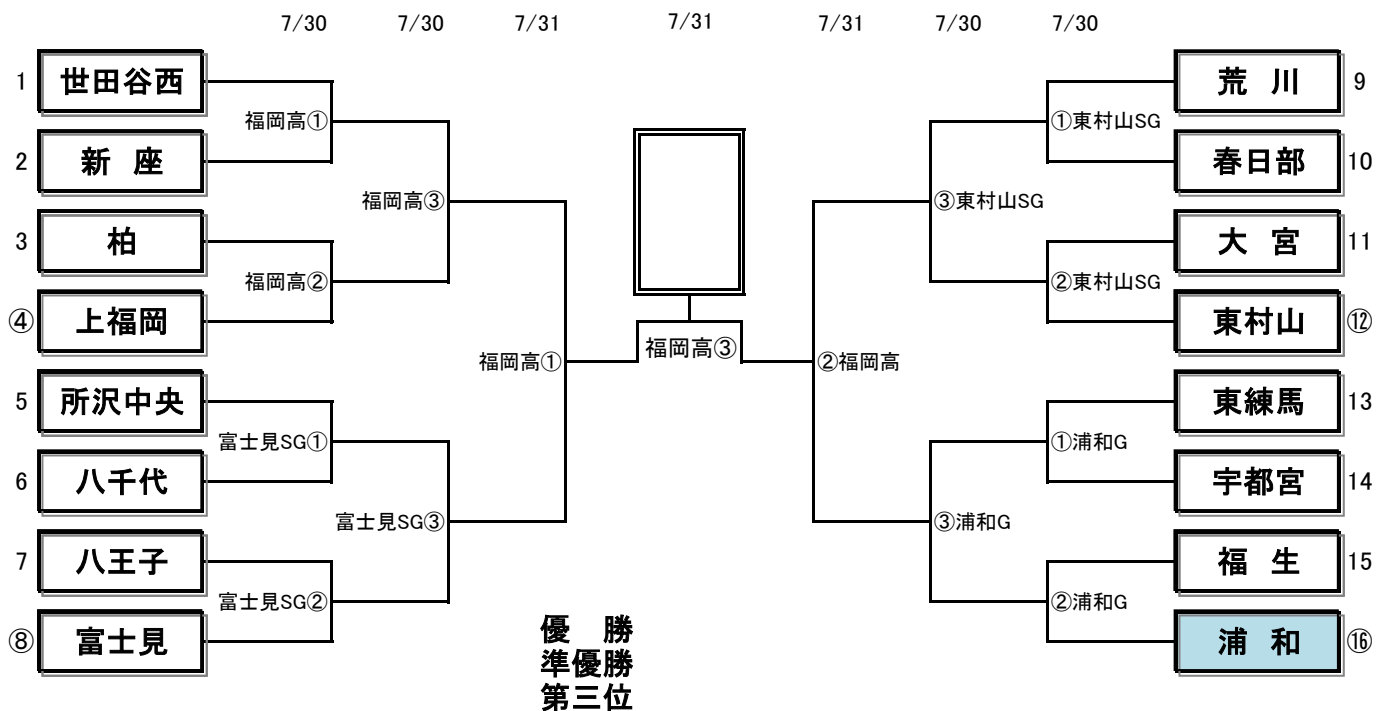 7/30 7/30 7/31 7/31 7/31 7/30 7/30
1 世田谷西
福岡高①
2 新 座
福岡高③
3 柏
福岡高②
④ 上福岡
福岡高①
5 所沢中央
富士見SG①
6 八千代
富士見SG③
7 八王子
富士見SG②
⑧ 富士見
福岡高③
荒 川 9
①東村山SG
春日部 10
③東村山SG
大 宮 11
②東村山SG
東村山 ⑫
②福岡高
東練馬 13
①浦和G
宇都宮 14
③浦和G
福 生 15
②浦和G
浦 和 ⑯
優 勝
準優勝
第三位